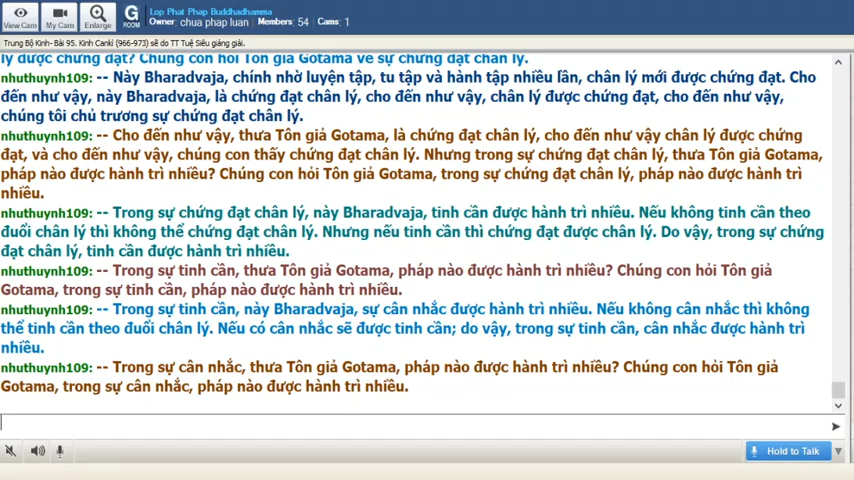 Lop Phat Phap Buddhadhamma
Owner: chua phap luan Members: 54 Cams: 1
View Cam My Cam Enlarge G ROOM
Trung Bộ Kinh- Bài 95. Kinh Canki (966-973) sẽ do TT Tuệ Siêu giảng giải.
lý được chứng đạt? Chúng con hỏi Tôn giả Gotama về sự chứng đạt chân lý.
nhuthuynh109: -- Này Bharadvaja, chính nhờ luyện tập, tu tập và hành tập nhiều lần, chân lý mới được chứng đạt. Cho
đến như vậy, này Bharadvaja, là chứng đạt chân lý, cho đến như vậy, chân lý được chứng đạt, cho đến như vậy,
chúng tôi chủ trương sự chứng đạt chân lý.
nhuthuynh109: -- Cho đến như vậy, thưa Tôn giả Gotama, là chứng đạt chân lý, cho đến như vậy chân lý được chứng
đạt, và cho đến như vậy, chúng con thấy chứng đạt chân lý. Nhưng trong sự chứng đạt chân lý, thưa Tôn giả Gotama,
pháp nào được hành trì nhiều? Chúng con hỏi Tôn giả Gotama, trong sự chứng đạt chân lý, pháp nào được hành trì
nhiều.
nhuthuynh109: -- Trong sự chứng đạt chân lý, này Bharadvaja, tinh cần được hành trì nhiều. Nếu không tinh cần theo
đuổi chân lý thì không thể chứng đạt chân lý. Nhưng nếu tinh cần thì chứng đạt được chân lý. Do vậy, trong sự chứng
đạt chân lý, tinh cần được hành trì nhiều.
nhuthuynh109: -- Trong sự tinh cần, thưa Tôn giả Gotama, pháp nào được hành trì nhiều? Chúng con hỏi Tôn giả
Gotama, trong sự tinh cần, pháp nào được hành trì nhiều.
nhuthuynh109: -- Trong sự tinh cần, này Bharadvaja, sự cân nhắc được hành trì nhiều. Nếu không cân nhắc thì không
thể tinh cần theo đuổi chân lý. Nếu có cân nhắc sẽ được tinh cần; do vậy, trong sự tinh cần, cân nhắc được hành trì
nhiều.
nhuthuynh109: -- Trong sự cân nhắc, thưa Tôn giả Gotama, pháp nào được hành trì nhiều? Chúng con hỏi Tôn giả
Gotama, trong sự cân nhắc, pháp nào được hành trì nhiều.
Hold to Talk